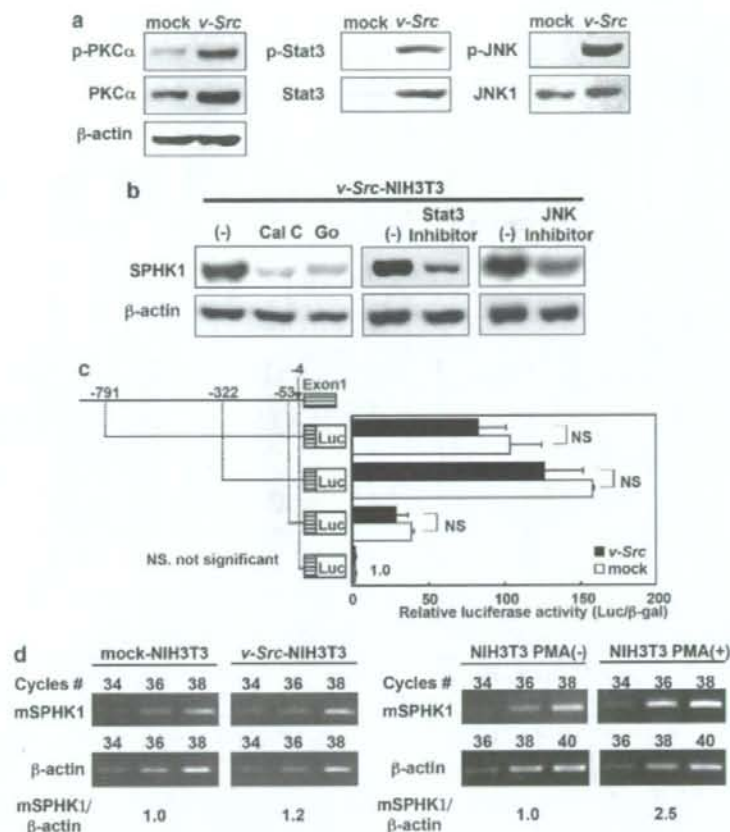 a
mock v-Src mock v-Src mock v-Src
p-PKCα p-Stat3 p-JNK
PKCα Stat3 JNK1
β-actin
b
v-Src-NIH3T3
(-) Cal C Go (-) Stat3 Inhibitor (-) JNK Inhibitor
SPHK1
β-actin
c
-4
-791 -322 -53 Exon1
Luc NS
Luc NS
Luc NS
NS. not significant
Luc 1.0
v-Src
mock
0 50 100 150 200
Relative luciferase activity (Luc/β-gal)
d
mock-NIH3T3 v-Src-NIH3T3 NIH3T3 PMA(-) NIH3T3 PMA(+)
Cycles # 34 36 38 34 36 38 Cycles # 34 36 38 34 36 38
mSPHK1 mSPHK1
34 36 38 34 36 38 36 38 40 36 38 40
β-actin β-actin
mSPHK1/ mSPHK1/
β-actin 1.0 1.2 β-actin 1.0 2.5